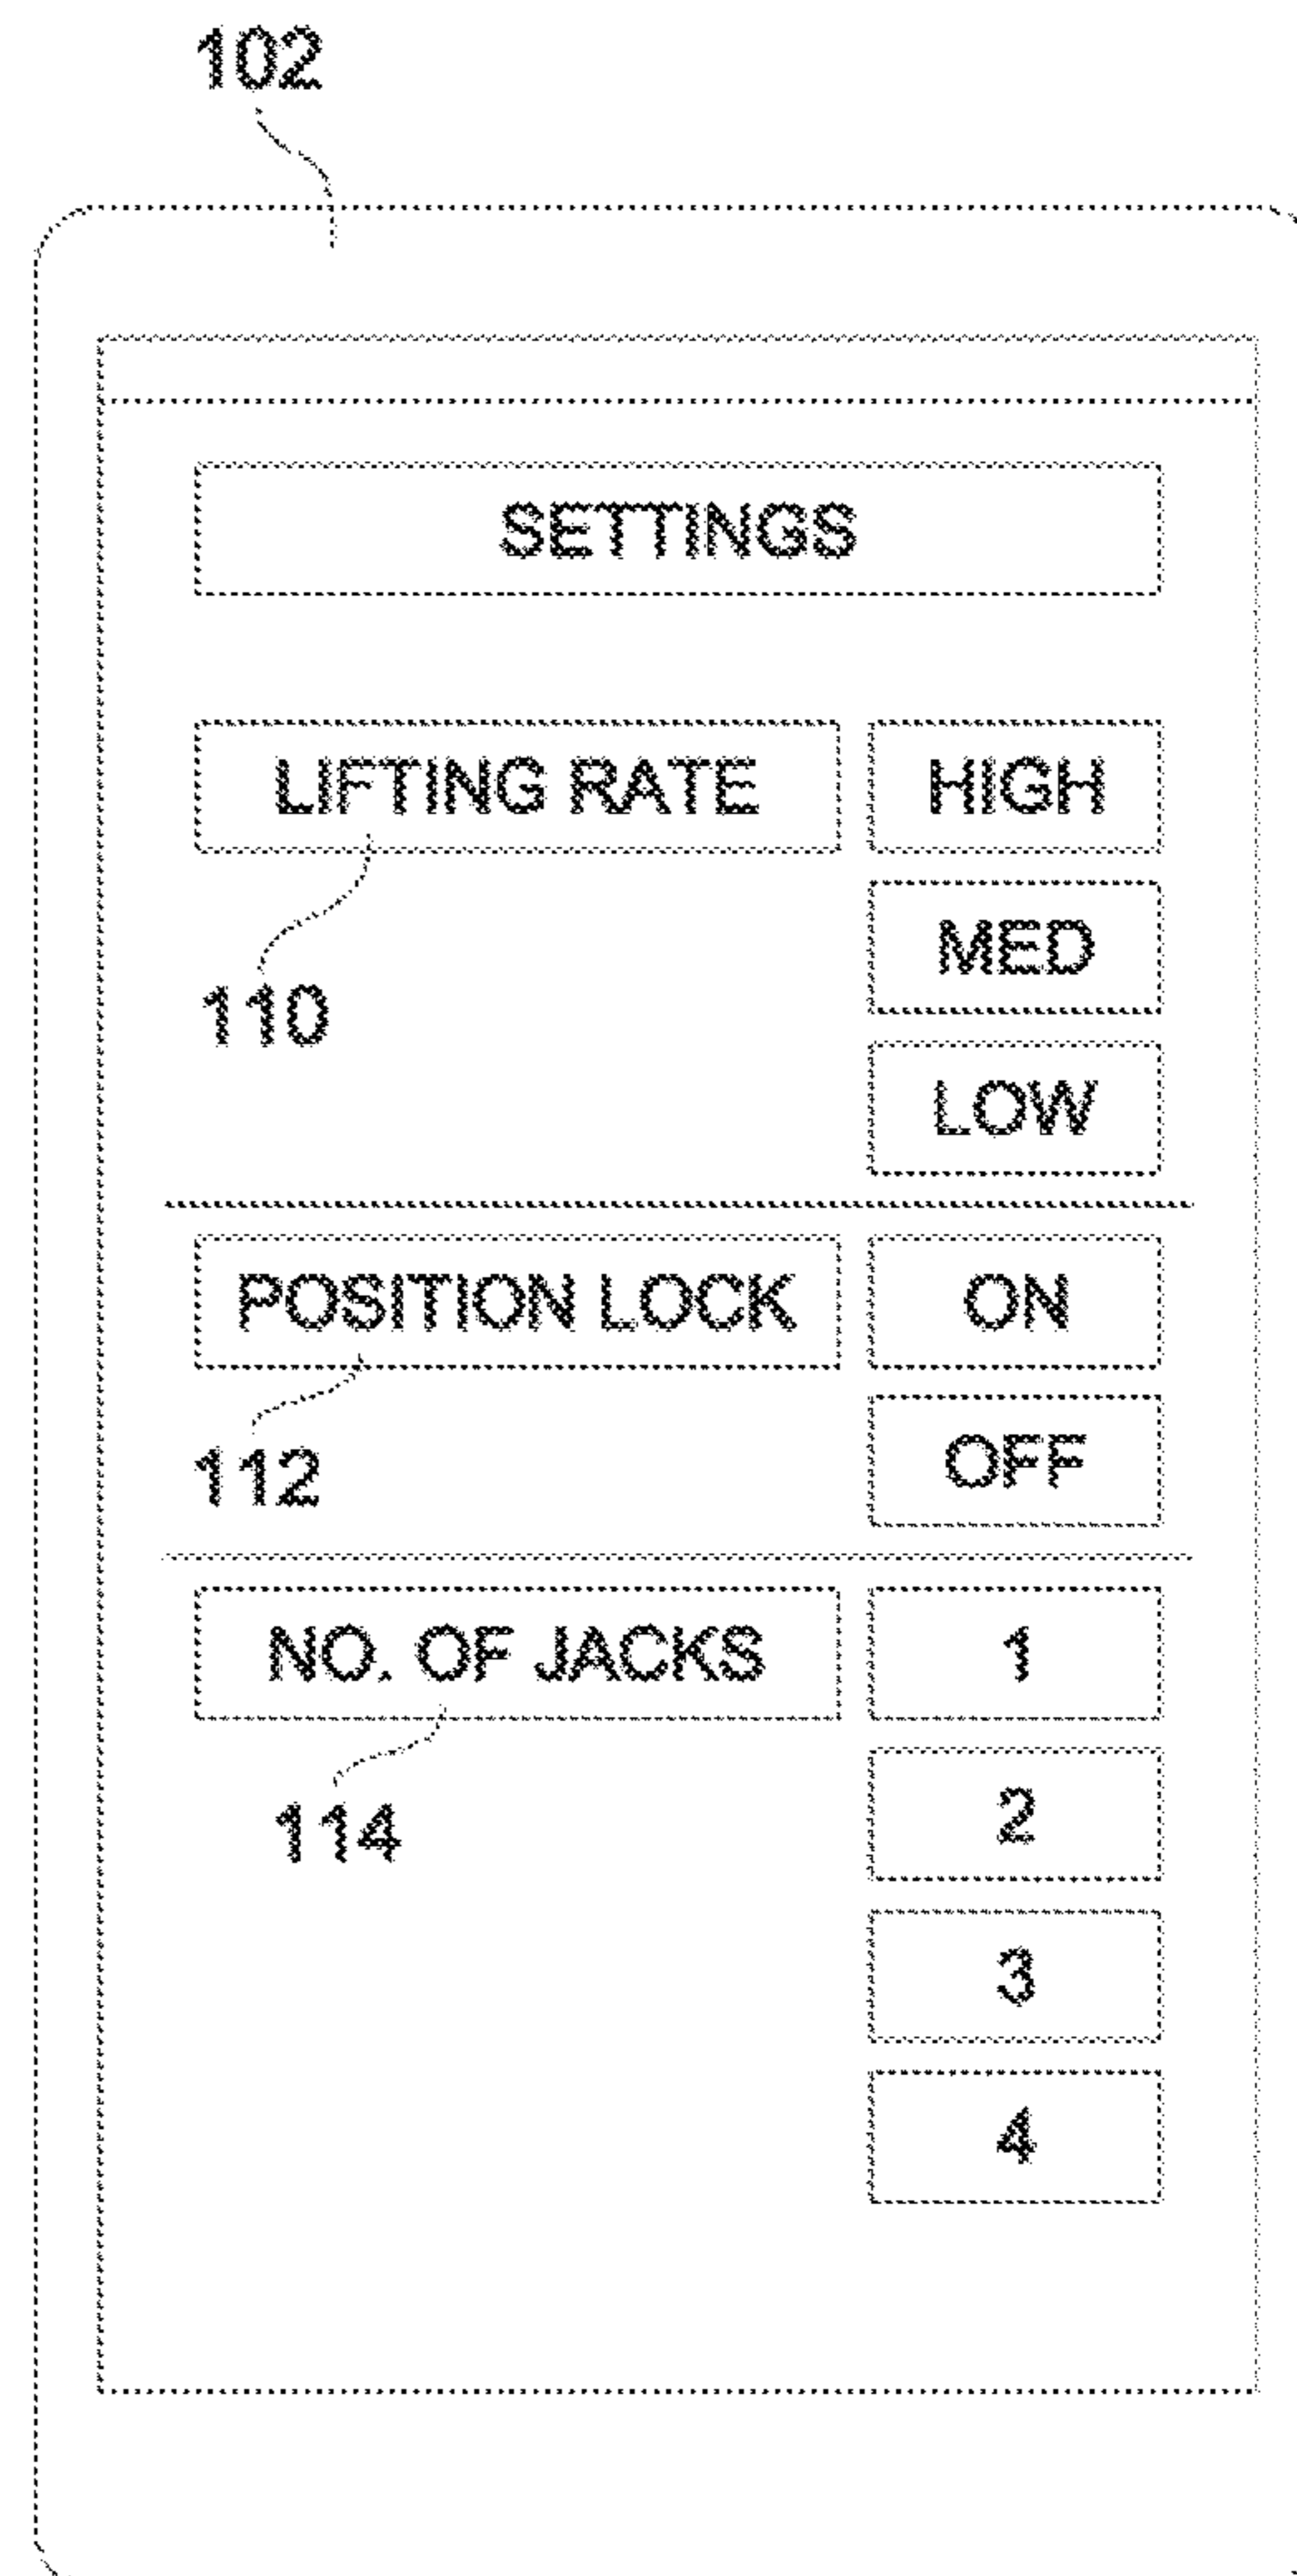 102
SETTINGS
LIFTING RATE HIGH
MED
110
LOW
POSITION LOCK ON
OFF
112
NO. OF JACKS 1
2
114
3
4